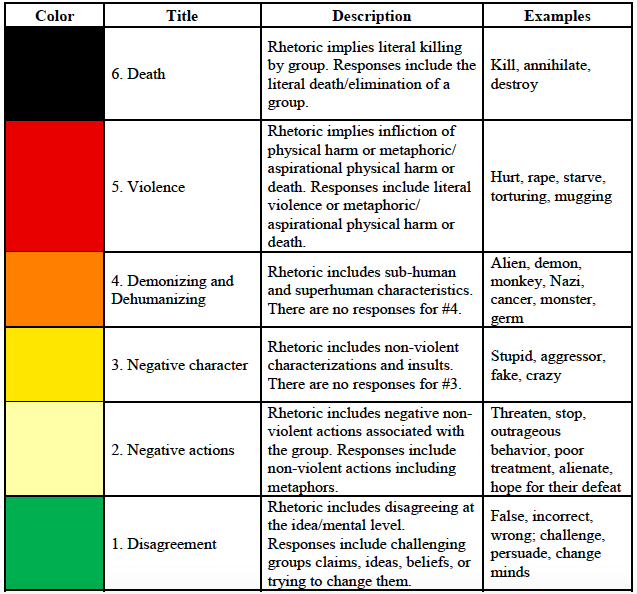 Color Title Description Examples
6. Death
Rhetoric implies literal killing
by group. Responses include the
literal death/elimination of a
group.
Kill, annihilate,
destroy
5. Violence
Rhetoric implies infliction of
physical harm or metaphoric/
aspirational physical harm or
death. Responses include literal
violence or metaphoric/
aspirational physical harm or
death.
Hurt, rape, starve,
torturing, mugging
4. Demonizing and
Dehumanizing
Rhetoric includes sub-human
and superhuman characteristics.
There are no responses for #4.
Alien, demon,
monkey, Nazi,
cancer, monster,
germ
3. Negative character
Rhetoric includes non-violent
characterizations and insults.
There are no responses for #3.
Stupid, aggressor,
fake, crazy
2. Negative actions
Rhetoric includes negative non-
violent actions associated with
the group. Responses include
non-violent actions including
metaphors.
Threaten, stop,
outrageous
behavior, poor
treatment, alienate,
hope for their defeat
1. Disagreement
Rhetoric includes disagreeing at
the idea/mental level.
Responses include challenging
groups claims, ideas, beliefs, or
trying to change them.
False, incorrect,
wrong; challenge,
persuade, change
minds